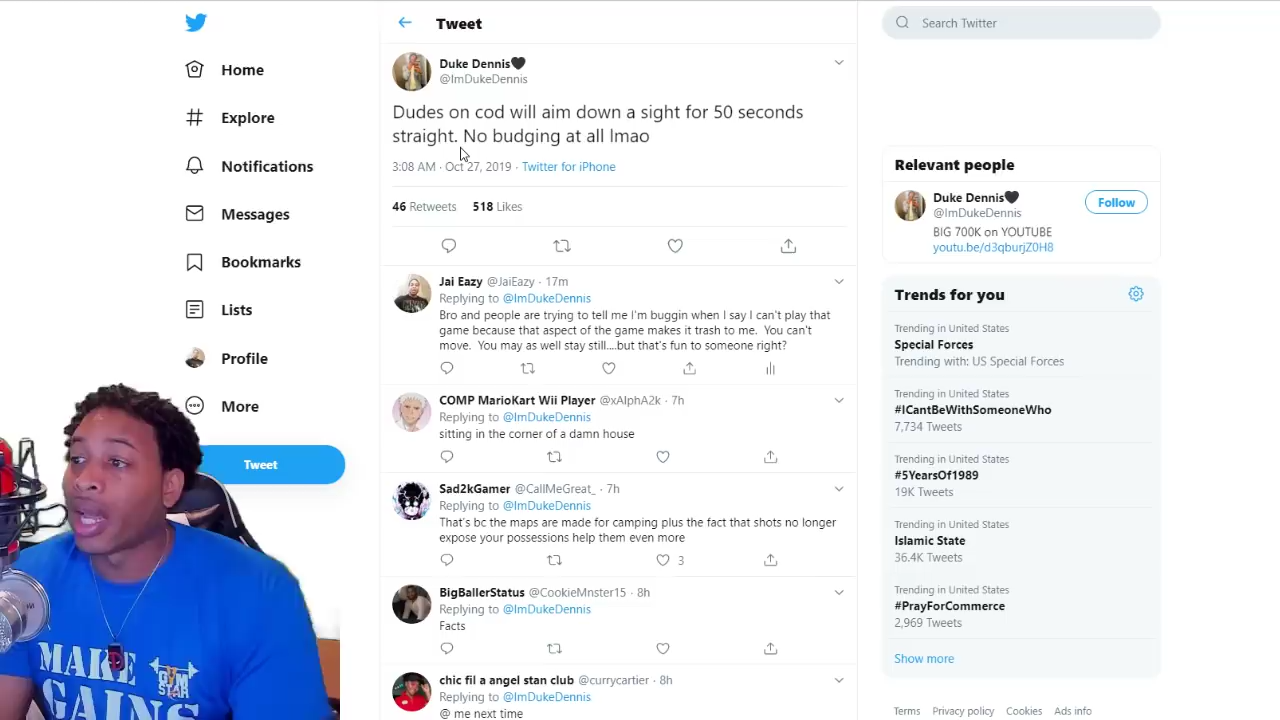 Tweet
Search Twitter
Home
Explore
Notifications
Messages
Bookmarks
Lists
Profile
More
Tweet
Duke Dennis🖤
@ImDukeDennis
Dudes on cod will aim down a sight for 50 seconds
straight. No budging at all lmao
3:08 AM · Oct 27, 2019 · Twitter for iPhone
46 Retweets 518 Likes
Jai Eazy @JaiEazy · 17m
Replying to @ImDukeDennis
Bro and people are trying to tell me I'm buggin when I say I can't play that
game because that aspect of the game makes it trash to me. You can't
move. You may as well stay still....but that's fun to someone right?
COMP MarioKart Wii Player @xAlphA2k · 7h
Replying to @ImDukeDennis
sitting in the corner of a damn house
Sad2kGamer @CallMeGreat_ · 7h
Replying to @ImDukeDennis
That's bc the maps are made for camping plus the fact that shots no longer
expose your possessions help them even more
3
BigBallerStatus @CookieMnster15 · 8h
Replying to @ImDukeDennis
Facts
chic fil a angel stan club @currycartier · 8h
Replying to @ImDukeDennis
@ me next time
Relevant people
Duke Dennis🖤
@ImDukeDennis
Follow
BIG 700K on YOUTUBE
youtu.be/d3qburjZ0H8
Trends for you
Trending in United States
Special Forces
Trending with: US Special Forces
Trending in United States
#ICantBeWithSomeoneWho
7,734 Tweets
Trending in United States
#5YearsOf1989
19K Tweets
Trending in United States
Islamic State
36.4K Tweets
Trending in United States
#PrayForCommerce
2,969 Tweets
Show more
Terms Privacy policy Cookies Ads info
MAKE
GAINS
GYM
STAR